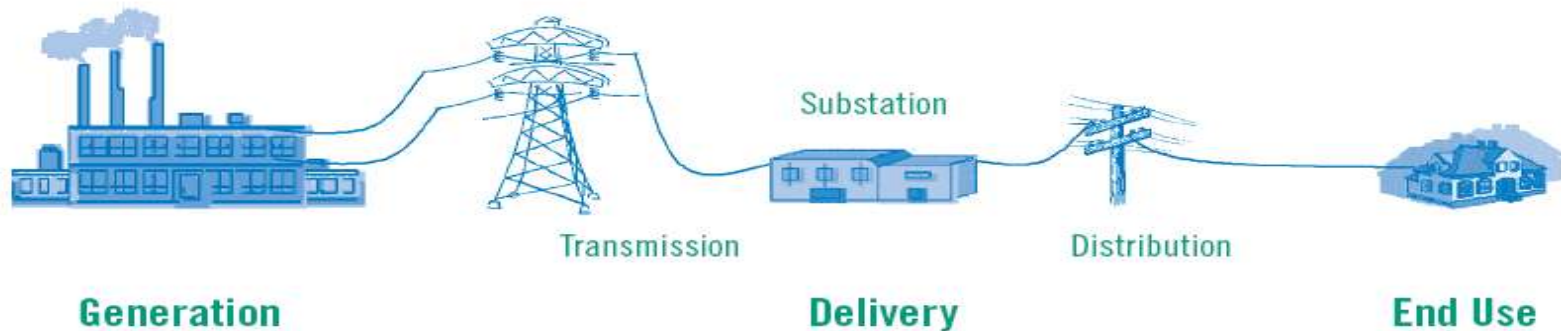 Substation
Transmission
Distribution
Generation
Delivery
End Use